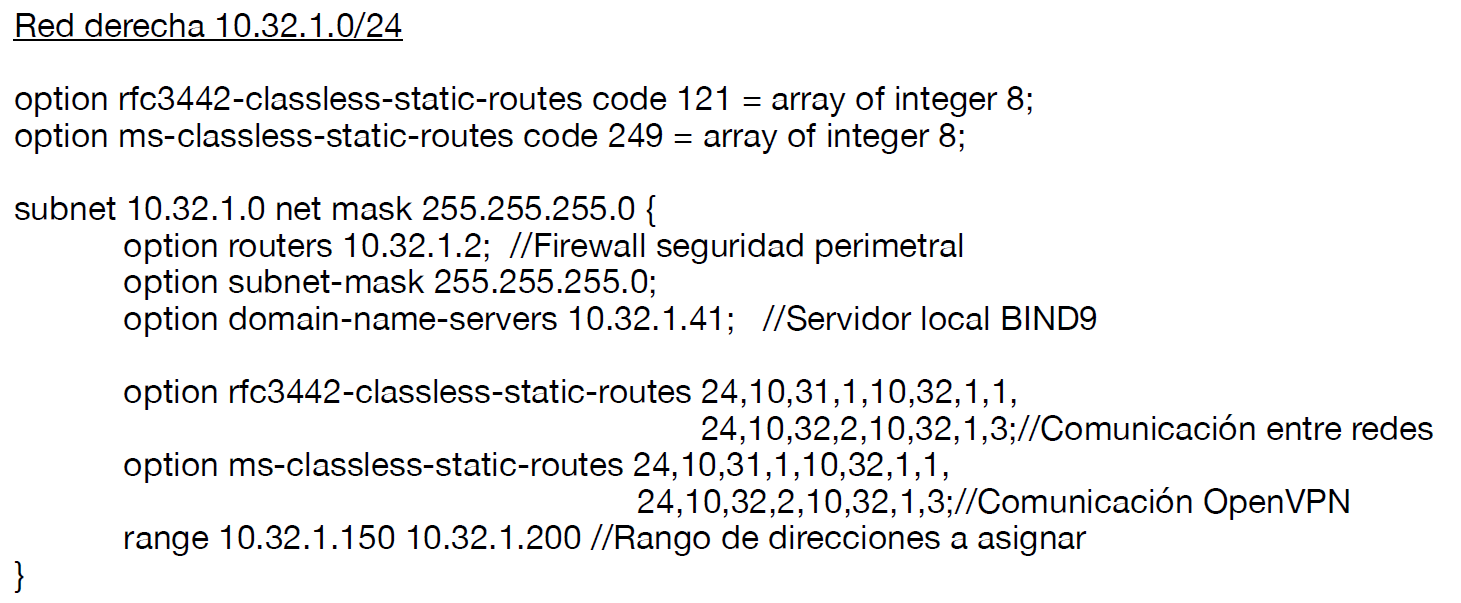 Red derecha 10.32.1.0/24
option rfc3442-classless-static-routes code 121 = array of integer 8;
option ms-classless-static-routes code 249 = array of integer 8;
subnet 10.32.1.0 net mask 255.255.255.0 {
option routers 10.32.1.2;  //Firewall seguridad perimetral
option subnet-mask 255.255.255.0;
option domain-name-servers 10.32.1.41;   //Servidor local BIND9
option rfc3442-classless-static-routes 24,10,31,1,10,32,1,1,
24,10,32,2,10,32,1,3;//Comunicación entre redes
option ms-classless-static-routes 24,10,31,1,10,32,1,1,
24,10,32,2,10,32,1,3;//Comunicación OpenVPN
range 10.32.1.150 10.32.1.200 //Rango de direcciones a asignar
}